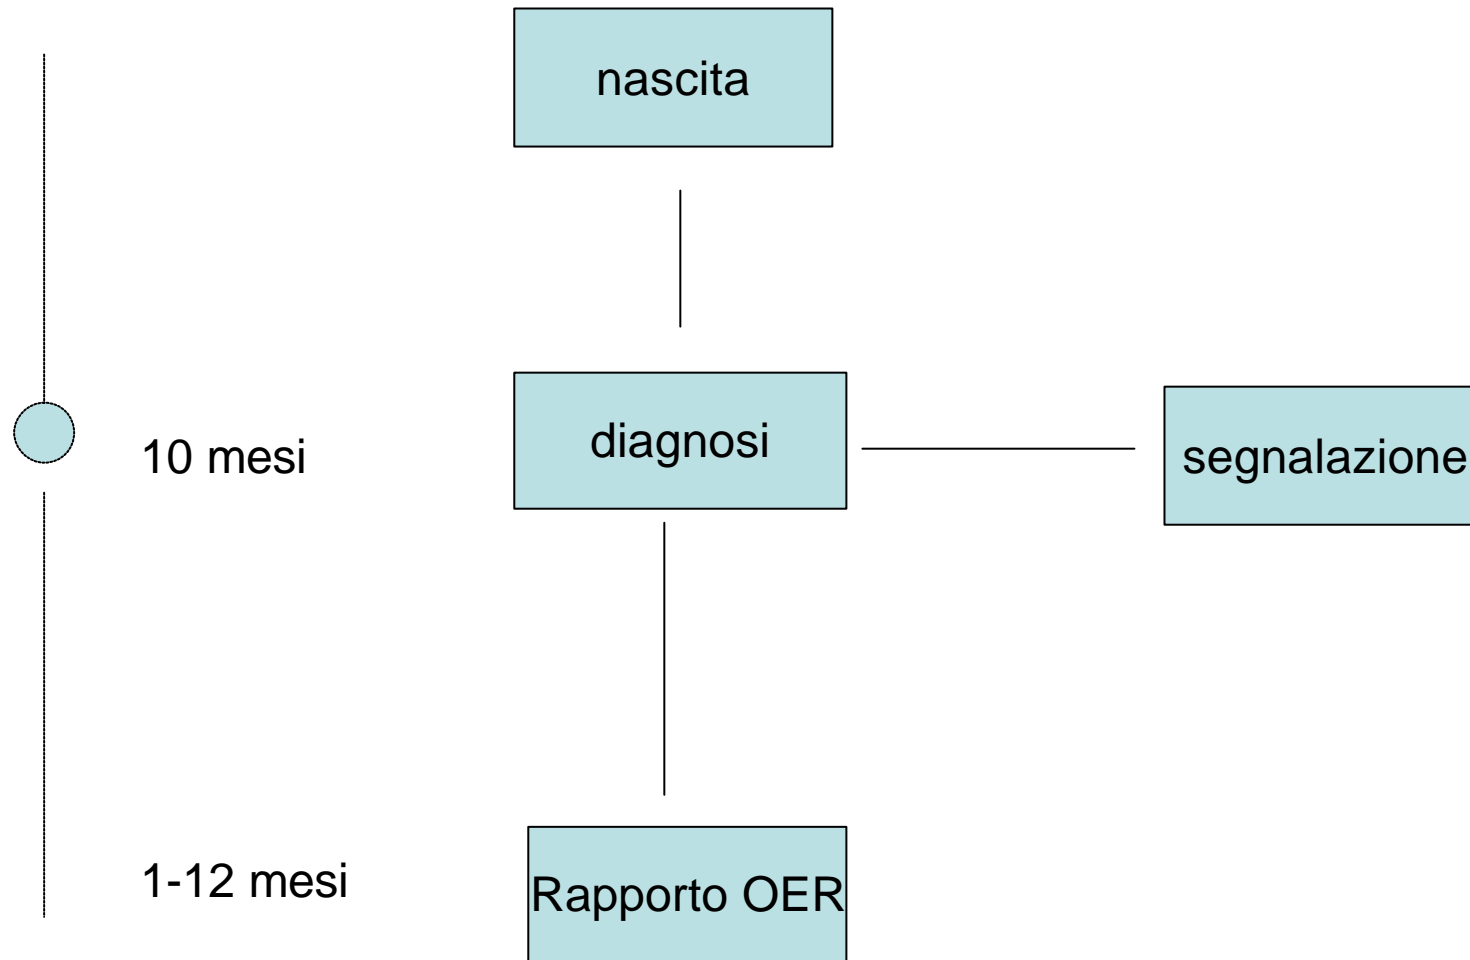 nascita
10 mesi
diagnosi
segnalazione
1-12 mesi
Rapporto OER